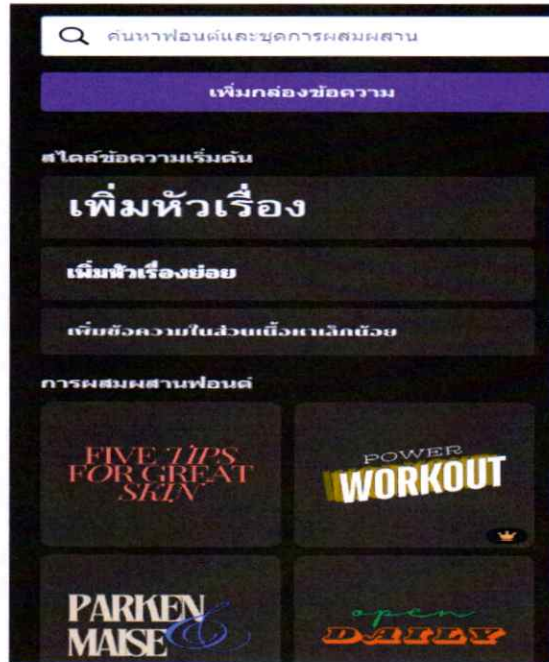 ค้นหาฟอนต์และชุดการผสมผสาน
เพิ่มกล่องข้อความ
สไตล์ข้อความเริ่มต้น
เพิ่มหัวเรื่อง
เพิ่มหัวเรื่องย่อย
เพิ่มข้อความในส่วนเนื้อหาเล็กน้อย
การผสมผสานฟอนต์
FIVE TIPS
FOR GREAT
SKIN
POWER
WORKOUT
PARKEN
&
MAISE
open
DAILY